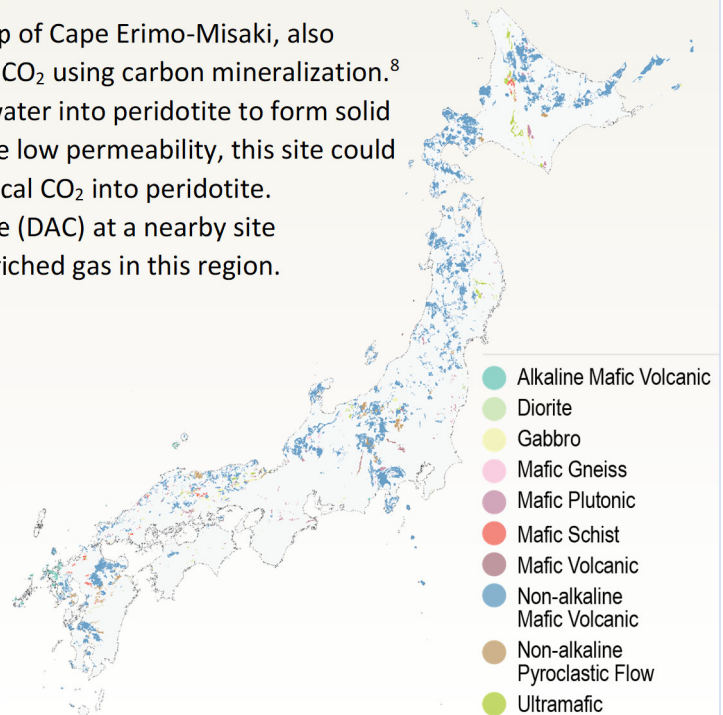 p of Cape Erimo-Misaki, also
CO₂ using carbon mineralization.⁸
water into peridotite to form solid
e low permeability, this site could
cal CO₂ into peridotite.
e (DAC) at a nearby site
riched gas in this region.
Alkaline Mafic Volcanic
Diorite
Gabbro
Mafic Gneiss
Mafic Plutonic
Mafic Schist
Mafic Volcanic
Non-alkaline
Mafic Volcanic
Non-alkaline
Pyroclastic Flow
Ultramafic